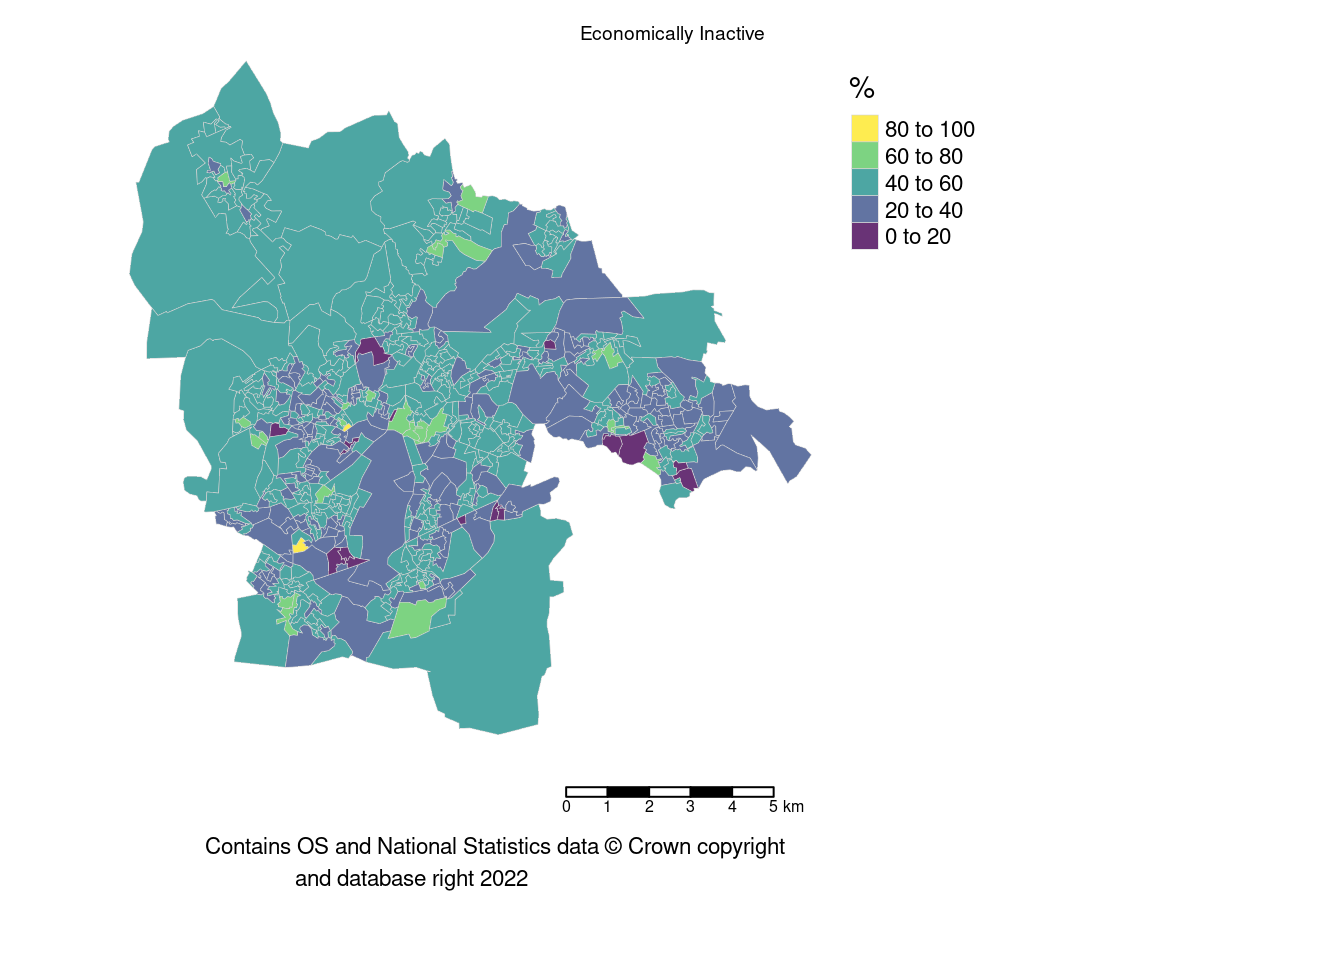 Economically Inactive
%
80 to 100
60 to 80
40 to 60
20 to 40
0 to 20
0 1 2 3 4 5 km
Contains OS and National Statistics data © Crown copyright
and database right 2022